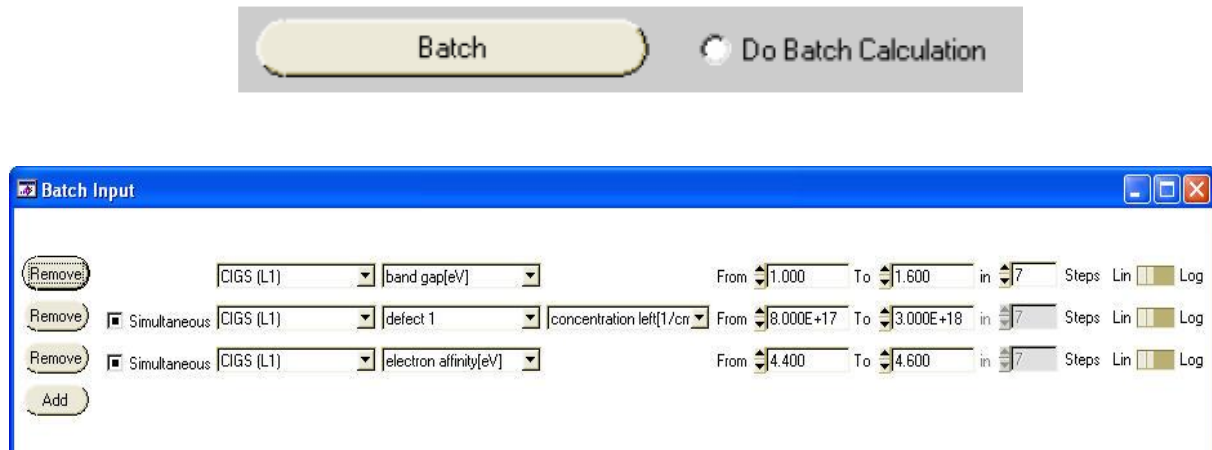 Batch Do Batch Calculation
Batch Input
Remove CIGS (L1) band gap[eV] From 1.000 To 1.600 in 7 Steps Lin Log
Remove Simultaneous CIGS (L1) defect 1 concentration left[1/cm From 8.000E+17 To 3.000E+18 in 7 Steps Lin Log
Remove Simultaneous CIGS (L1) electron affinity[eV] From 4.400 To 4.600 in 7 Steps Lin Log
Add